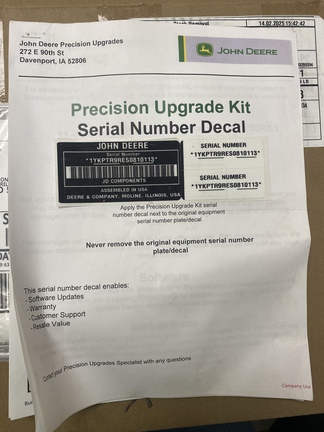 14.02.2025 15:42:42
John Deere Precision Upgrades
272 E 90th St
Davenport, IA 52806
JOHN DEERE
Precision Upgrade Kit
Serial Number Decal
JOHN DEERE
Serial Number
*1YKPTR9RES0810113*
JD COMPONENTS
ASSEMBLED IN USA
DEERE & COMPANY, MOLINE, ILLINOIS, USA
SERIAL NUMBER
*1YKPTR9RES0810113*
SERIAL NUMBER
*1YKPTR9RES0810113*
Apply the Precision Upgrade Kit serial
number decal next to the original equipment
serial number plate/decal
Never remove the original equipment serial number
plate/decal
This serial number decal enables:
- Software Updates
- Warranty
- Customer Support
- Resale Value
Contact your Precision Upgrades Specialist with any questions
Company Use